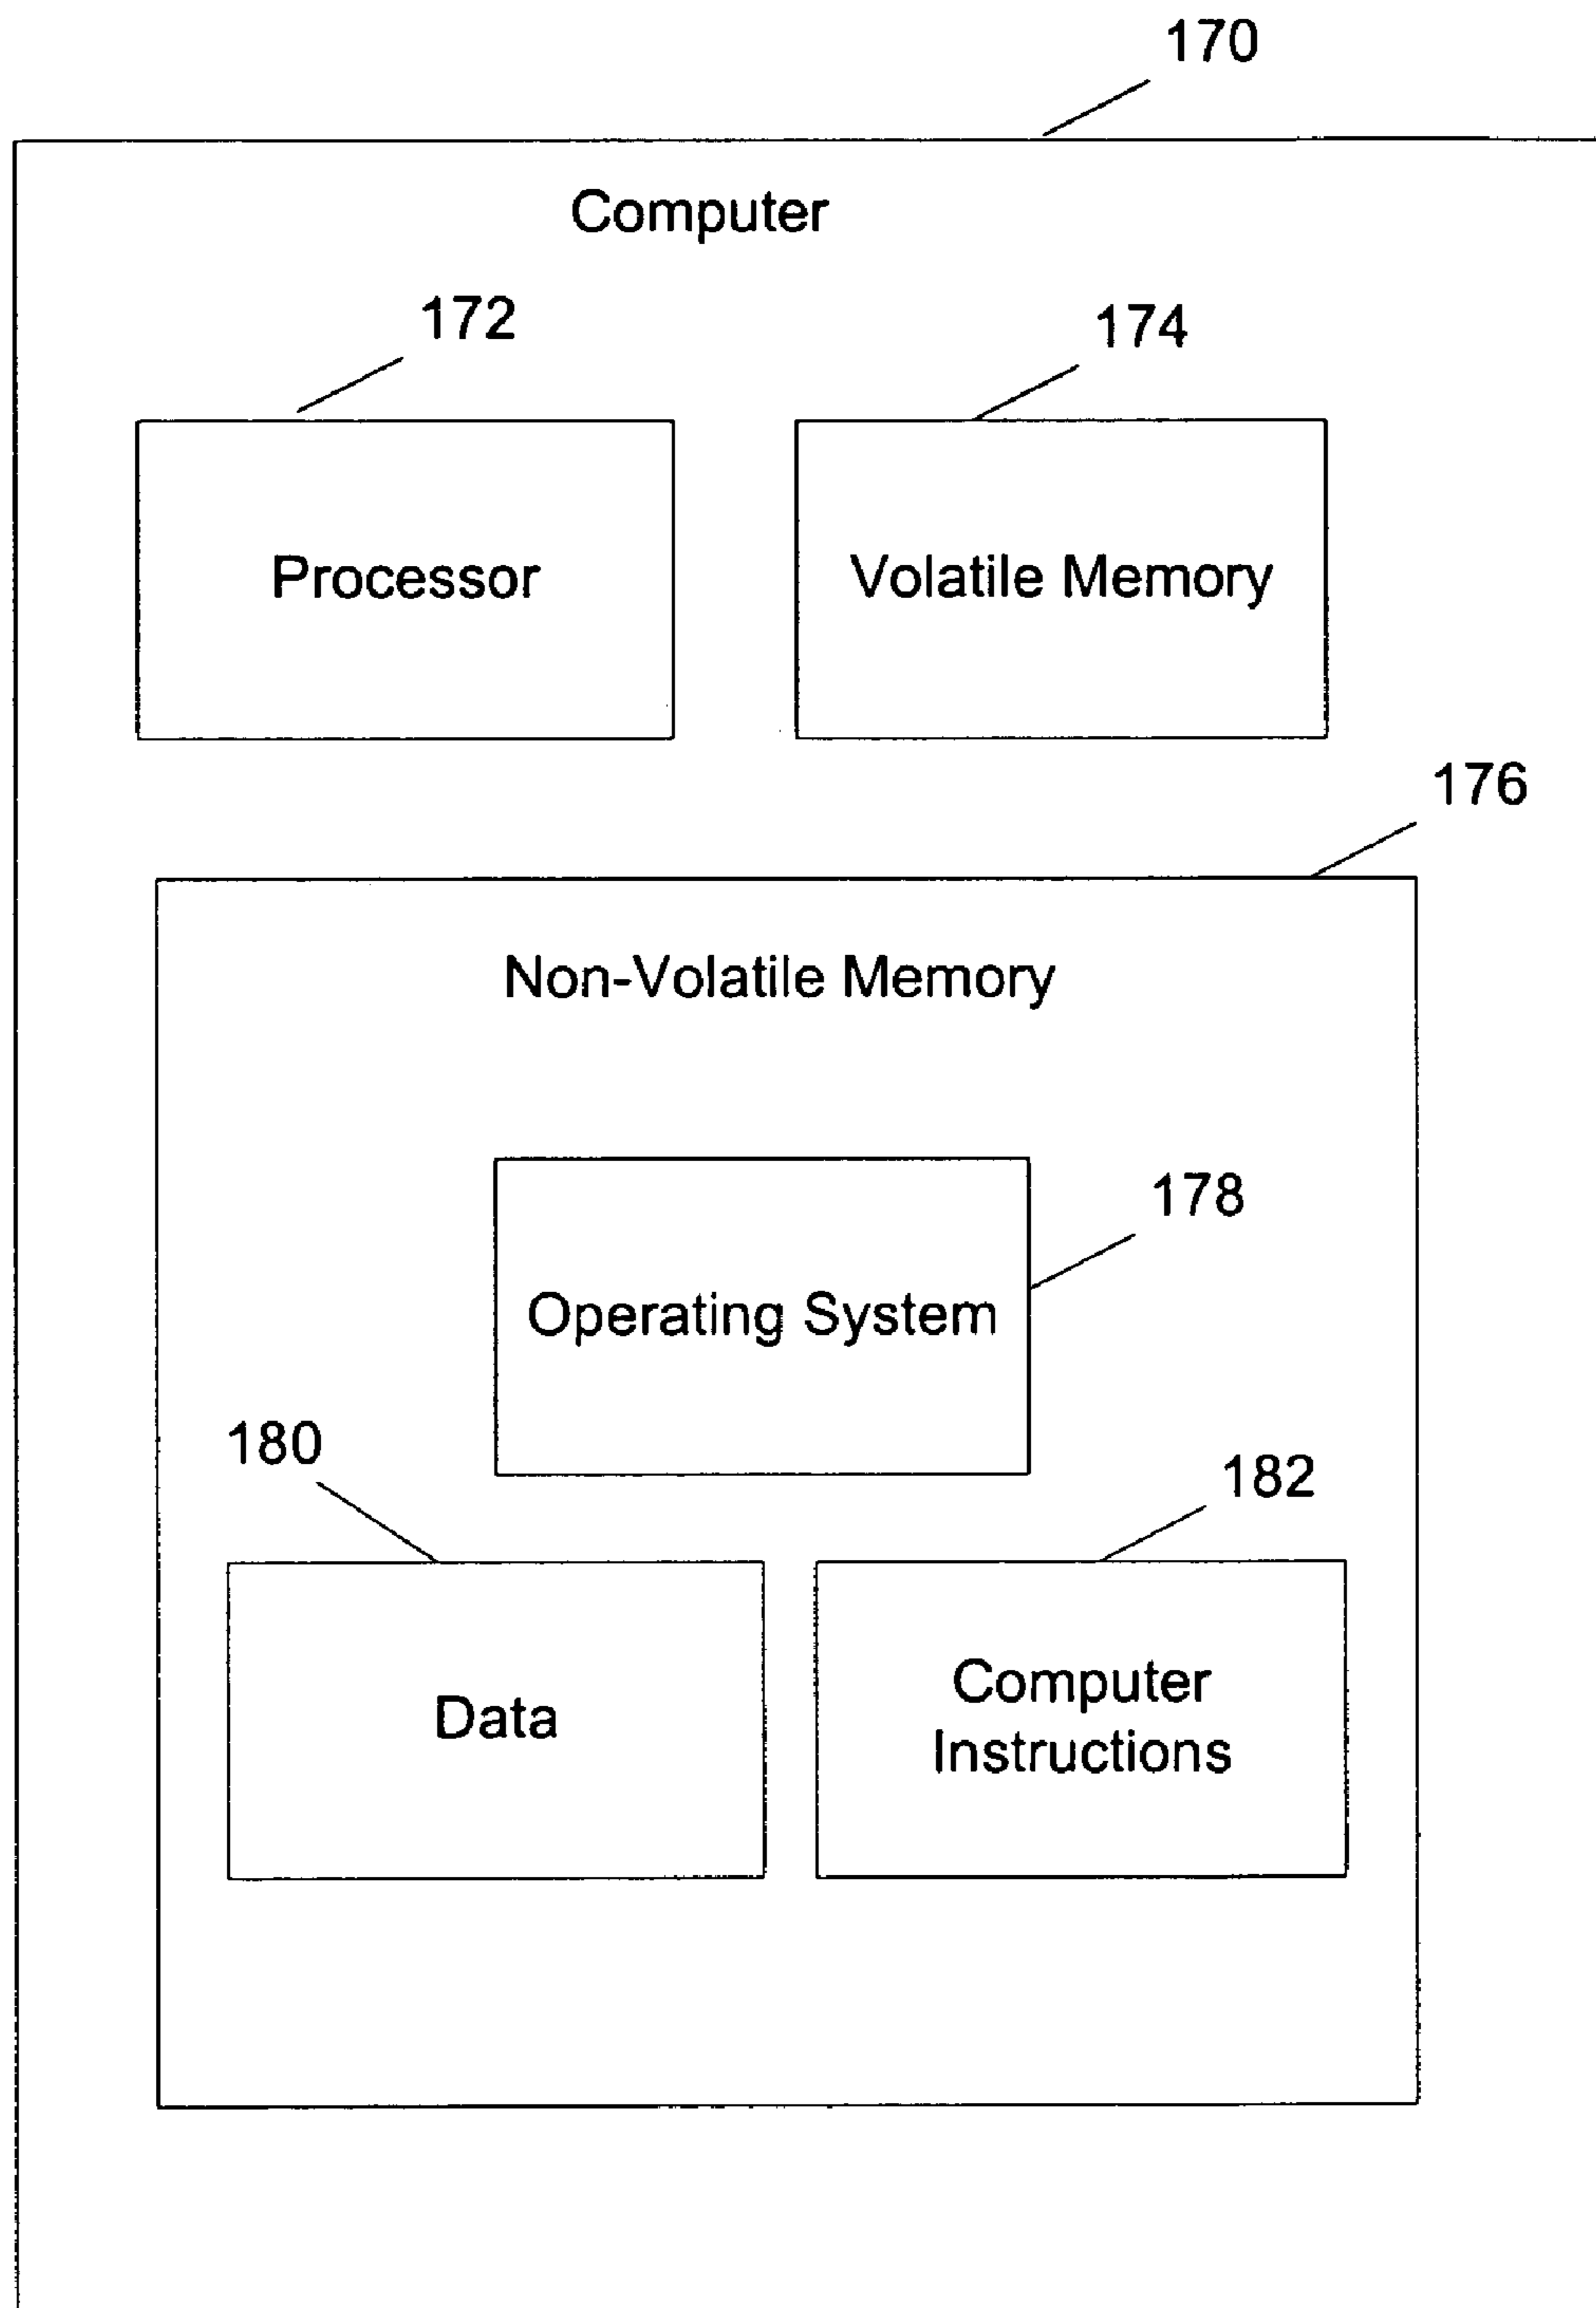 170
Computer
172
174
Processor
Volatile Memory
176
Non-Volatile Memory
178
Operating System
180
182
Data
Computer
Instructions